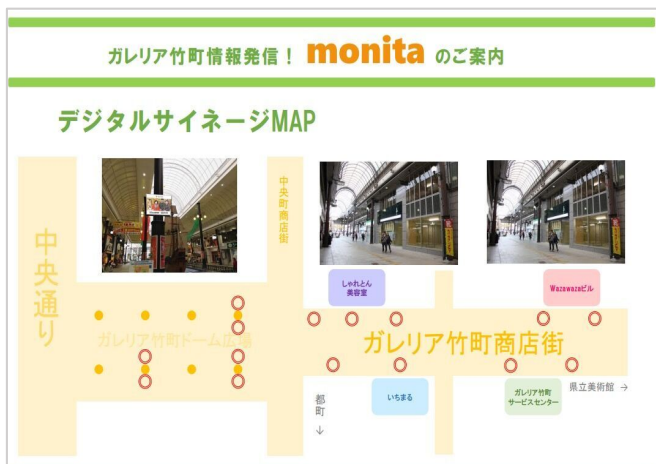 ガレリア竹町情報発信！ monita のご案内
デジタルサイネージMAP
中央通り
中央町商店街
ガレリア竹町ドーム広場
しゃれとん
美容室
Wazawazaビル
ガレリア竹町商店街
都町
↓
いちまる
ガレリア竹町
サービスセンター
県立美術館 →